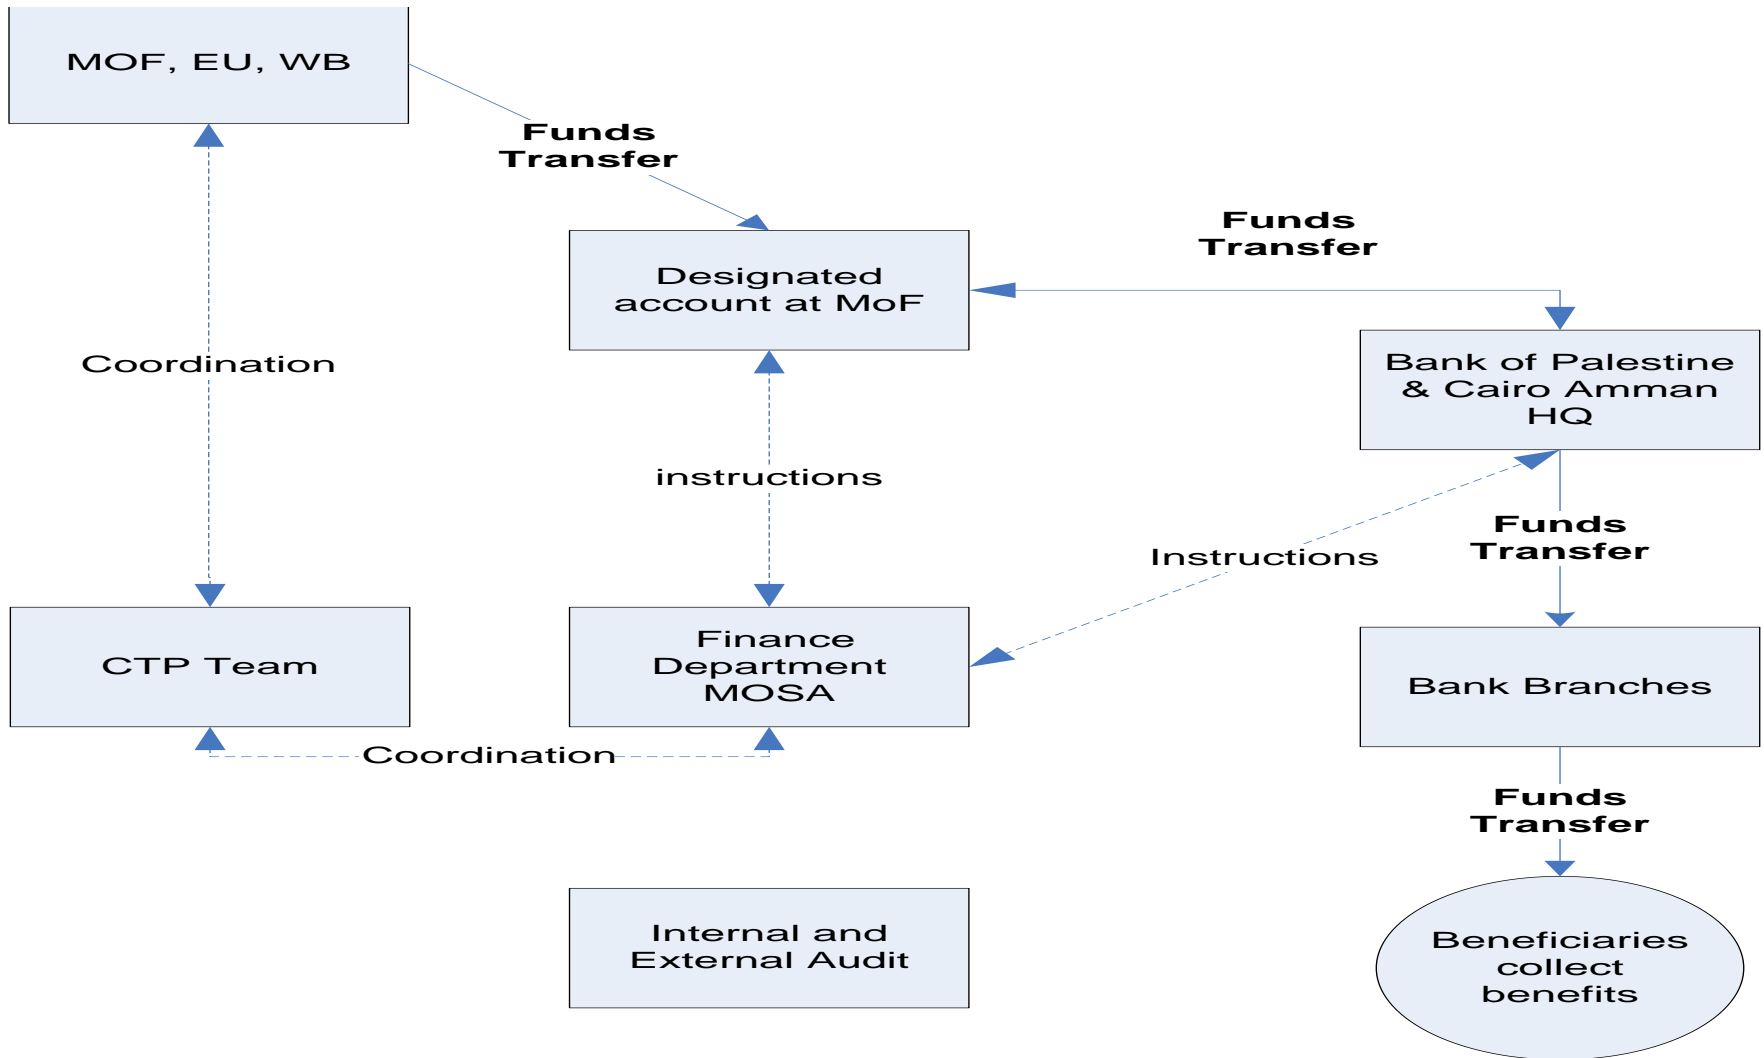 MOF, EU, WB
Funds
Transfer
Funds
Transfer
Designated
account at MoF
Coordination
Bank of Palestine
& Cairo Amman
HQ
instructions
Instructions
Funds
Transfer
CTP Team
Finance
Department
MOSA
Bank Branches
Coordination
Funds
Transfer
Internal and
External Audit
Beneficiaries
collect
benefits